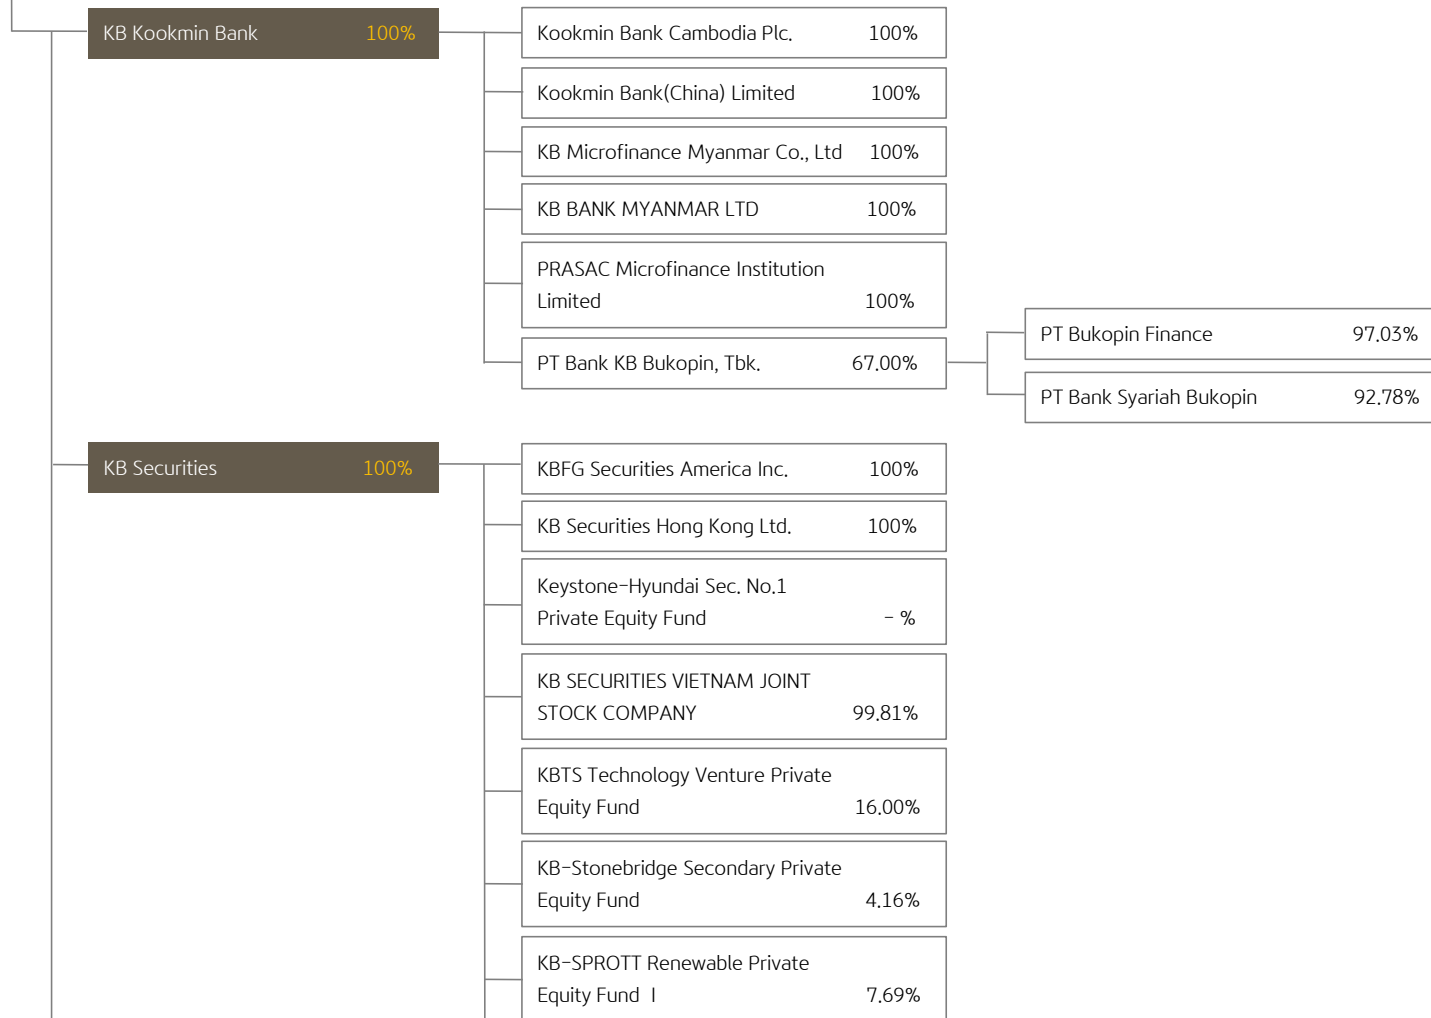 KB Kookmin Bank 100%
Kookmin Bank Cambodia Plc. 100%
Kookmin Bank(China) Limited 100%
KB Microfinance Myanmar Co., Ltd 100%
KB BANK MYANMAR LTD 100%
PRASAC Microfinance Institution
Limited 100%
PT Bank KB Bukopin, Tbk. 67.00%
PT Bukopin Finance 97.03%
PT Bank Syariah Bukopin 92.78%
KB Securities 100%
KBFG Securities America Inc. 100%
KB Securities Hong Kong Ltd. 100%
Keystone-Hyundai Sec. No.1
Private Equity Fund - %
KB SECURITIES VIETNAM JOINT
STOCK COMPANY 99.81%
KBTS Technology Venture Private
Equity Fund 16.00%
KB-Stonebridge Secondary Private
Equity Fund 4.16%
KB-SPROTT Renewable Private
Equity Fund Ⅰ 7.69%